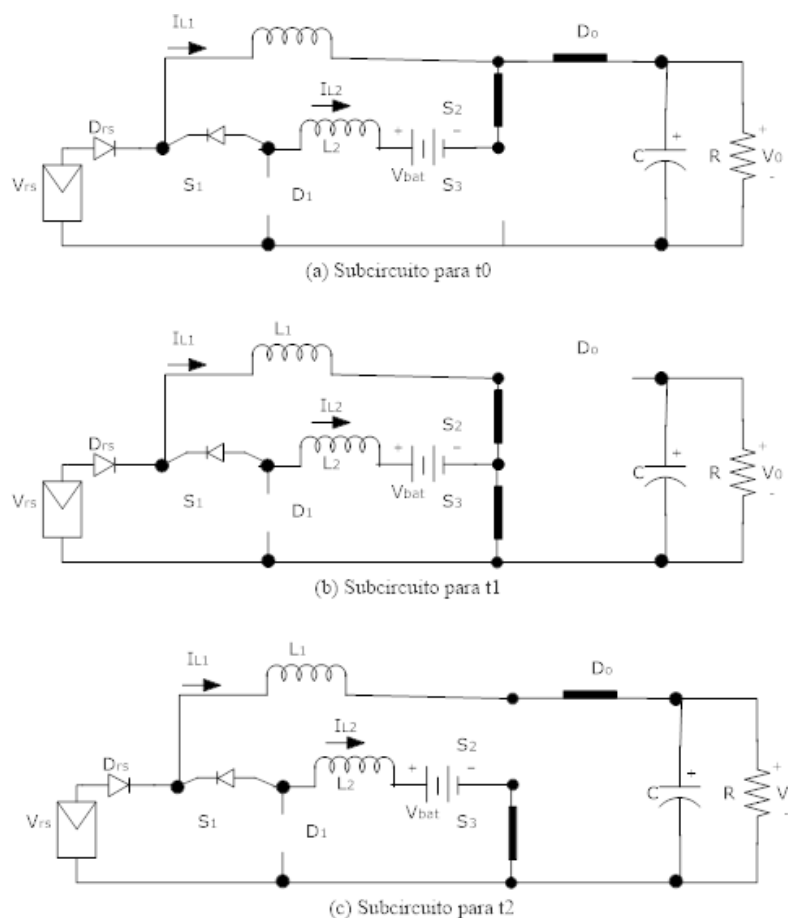 IL1
Do
IL2
S2
Drs
+
-
+
+
L2
Vbat
C
R
V0
Vrs
S1
D1
S3
-
(a) Subcircuito para t0
L1
Do
IL1
IL2
S2
Drs
+
-
+
+
L2
Vbat
C
R
V0
Vrs
S1
D1
S3
-
(b) Subcircuito para t1
L1
IL1
Do
IL2
S2
Drs
+
-
+
+
L2
Vbat
C
R
V
Vrs
S1
D1
S3
-
(c) Subcircuito para t2